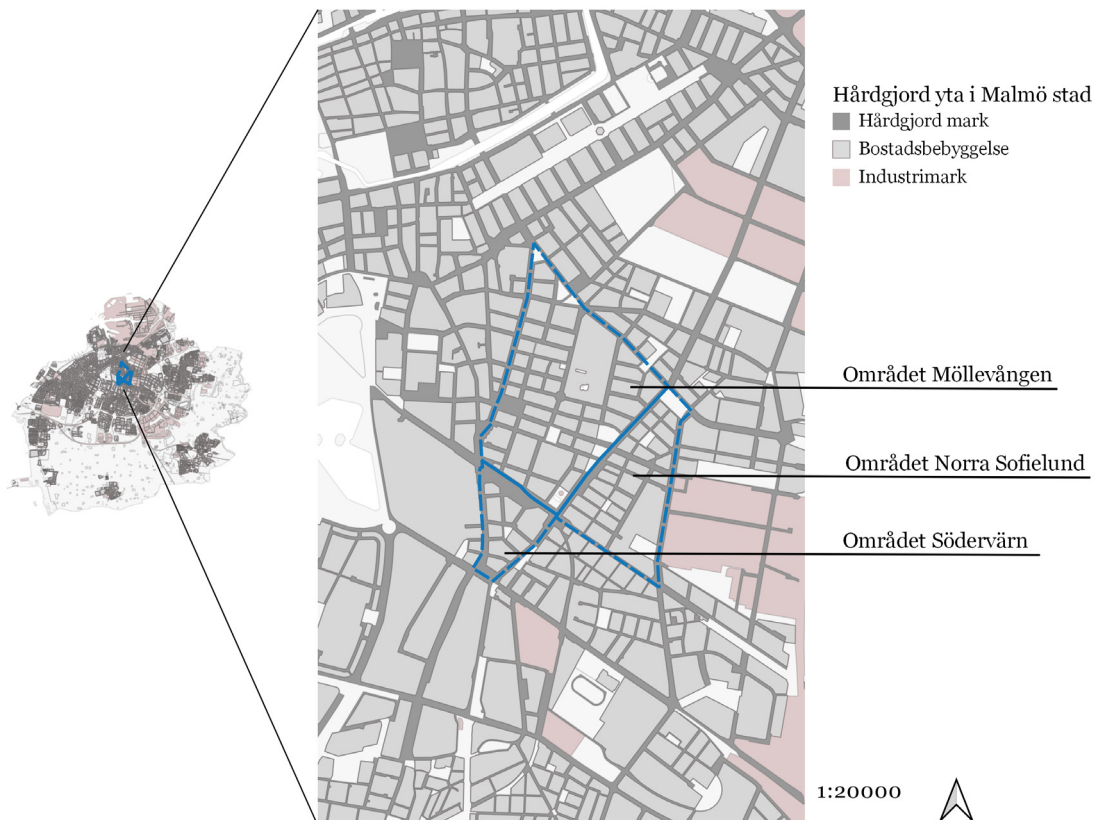 Hårdgjord yta i Malmö stad
Hårdgjord mark
Bostadsbebyggelse
Industrimark
Området Möllevången
Området Norra Sofielund
Området Södervärn
1:20000